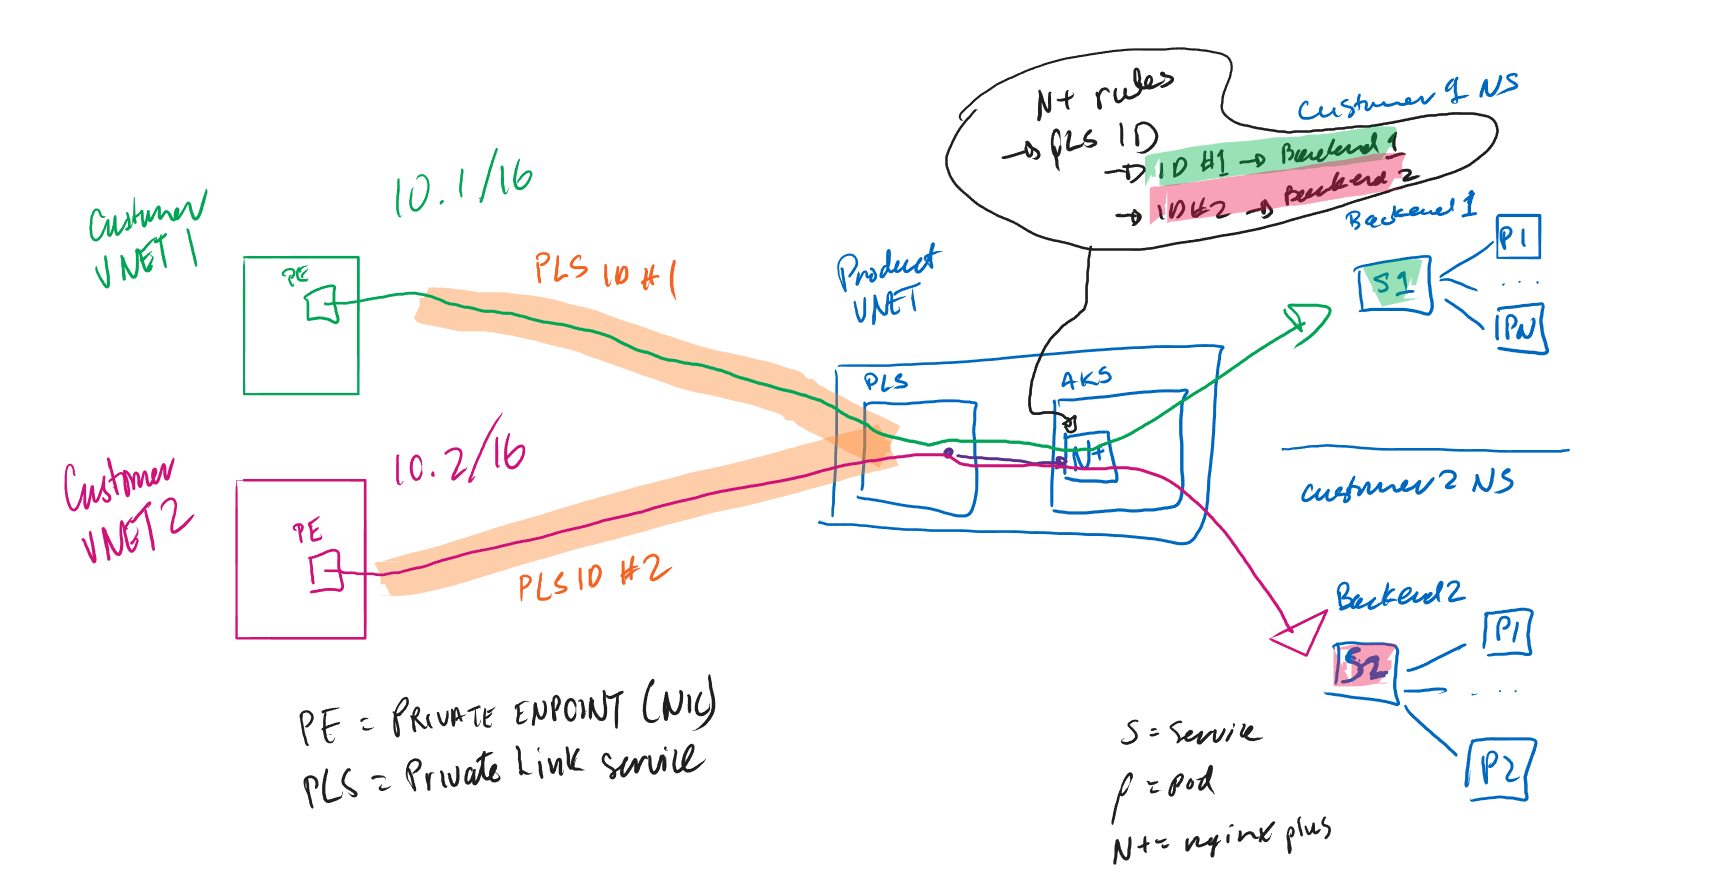 N+ rules
→ PLS ID
→ ID #1 → Backend 1
→ ID #2 → Backend 2
Customer 1 NS
Customer
VNET 1
10.1/16
PE
PLS ID #1
Product
VNET
PLS
AKS
N+
Backend 1
S1
P1
....
PN
Customer
VNET 2
10.2/16
PE
PLS ID #2
customer 2 NS
Backend 2
S2
P1
....
P2
PE = PRIVATE ENPOINT (NIC)
PLS = Private Link service
S = Service
P = pod
N+ = nginx plus